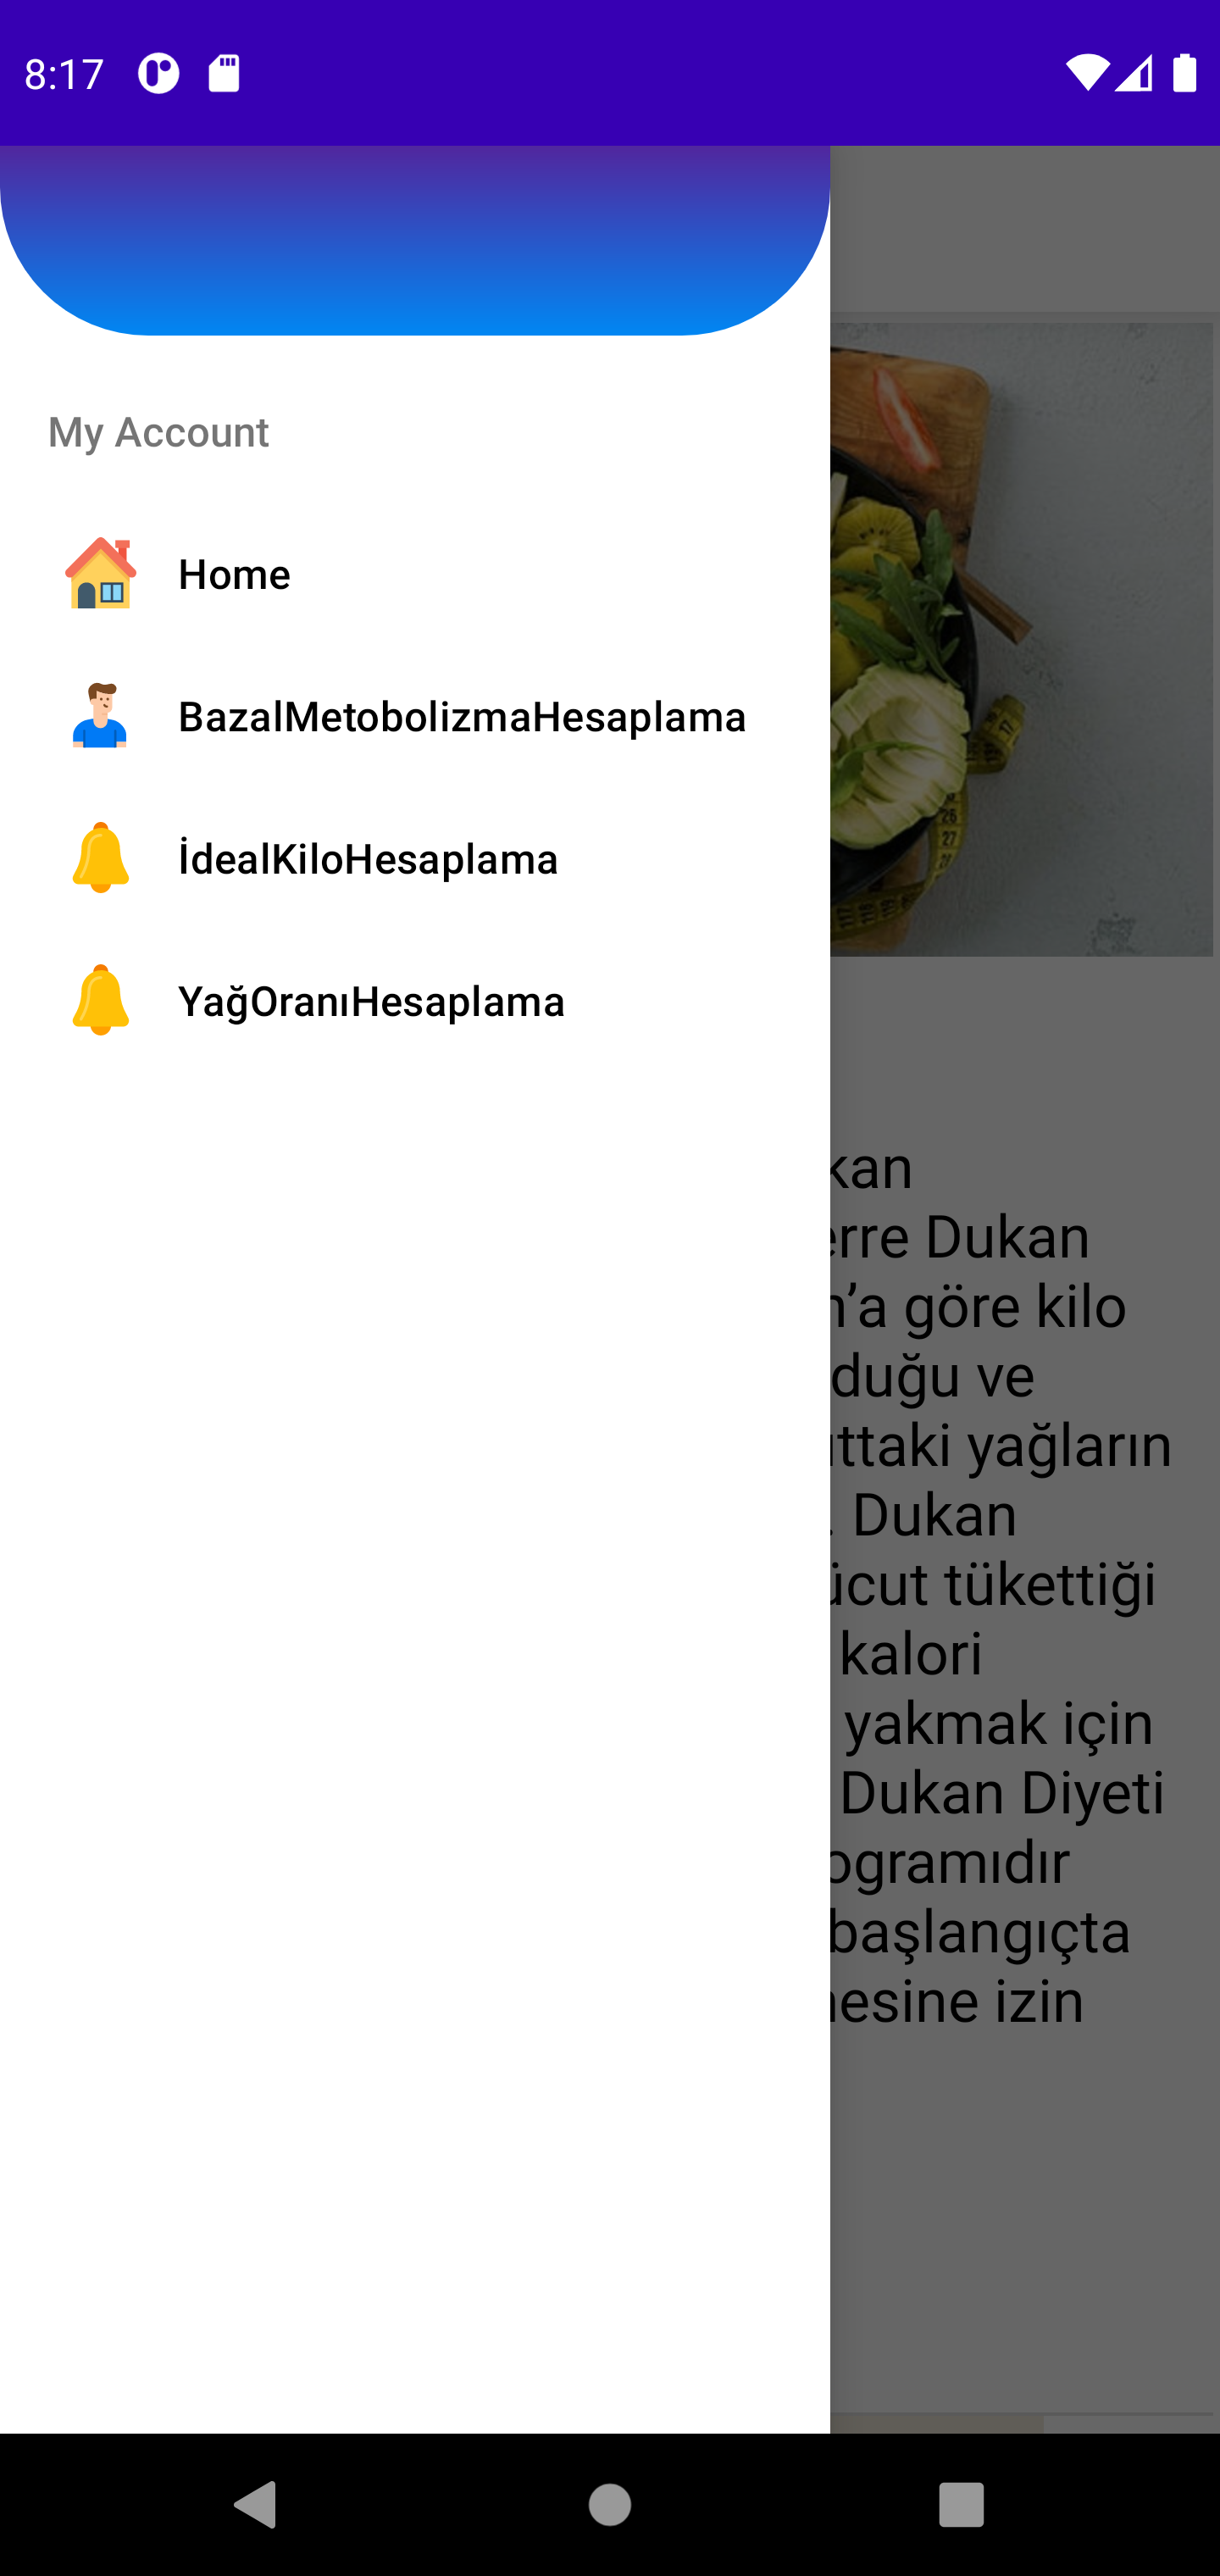 8:17
My Account
Home
BazalMetobolizmaHesaplama
İdealKiloHesaplama
YağOranıHesaplama
kan
erre Dukan
n’a göre kilo
duğu ve
uttaki yağların
. Dukan
ücut tükettiği
kalori
yakmak için
Dukan Diyeti
ogramıdır
başlangıçta
mesine izin